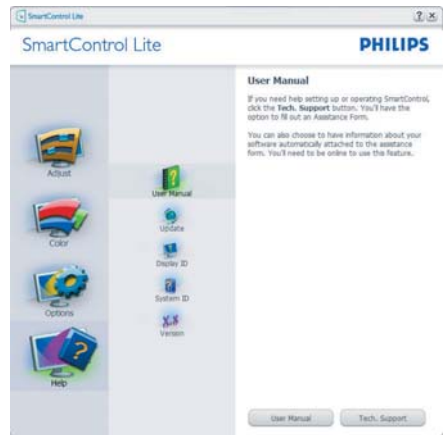 SmartControl Lite
SmartControl Lite
PHILIPS
Adjust
Color
Options
Help
User Manual
Update
Display ID
System ID
X.X
Version
User Manual
If you need help setting up or operating SmartControl,
click the Tech. Support button. You'll have the
option to fill out an Assistance Form.
You can also choose to have information about your
software automatically attached to the assistance
form. You'll need to be online to use this feature.
User Manual
Tech. Support